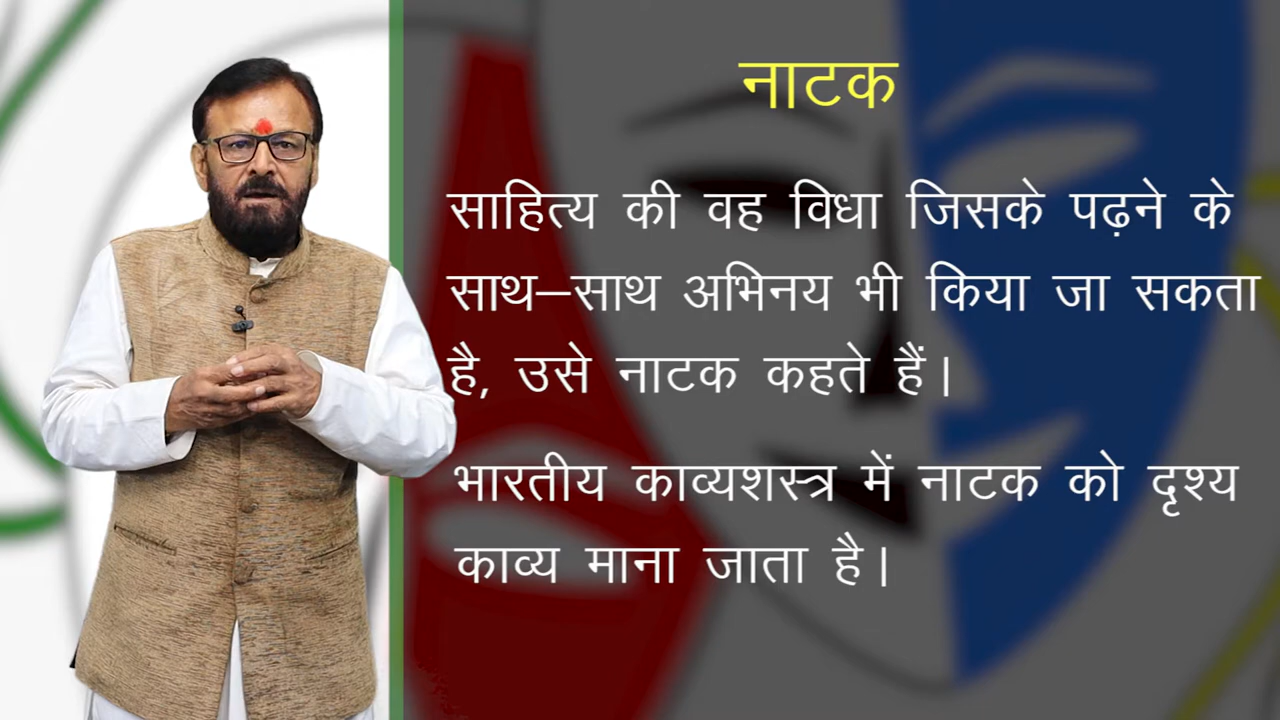 नाटक
साहित्य की वह विधा जिसके पढ़ने के
साथ–साथ अभिनय भी किया जा सकता
है, उसे नाटक कहते हैं।
भारतीय काव्यशस्त्र में नाटक को दृश्य
काव्य माना जाता है।